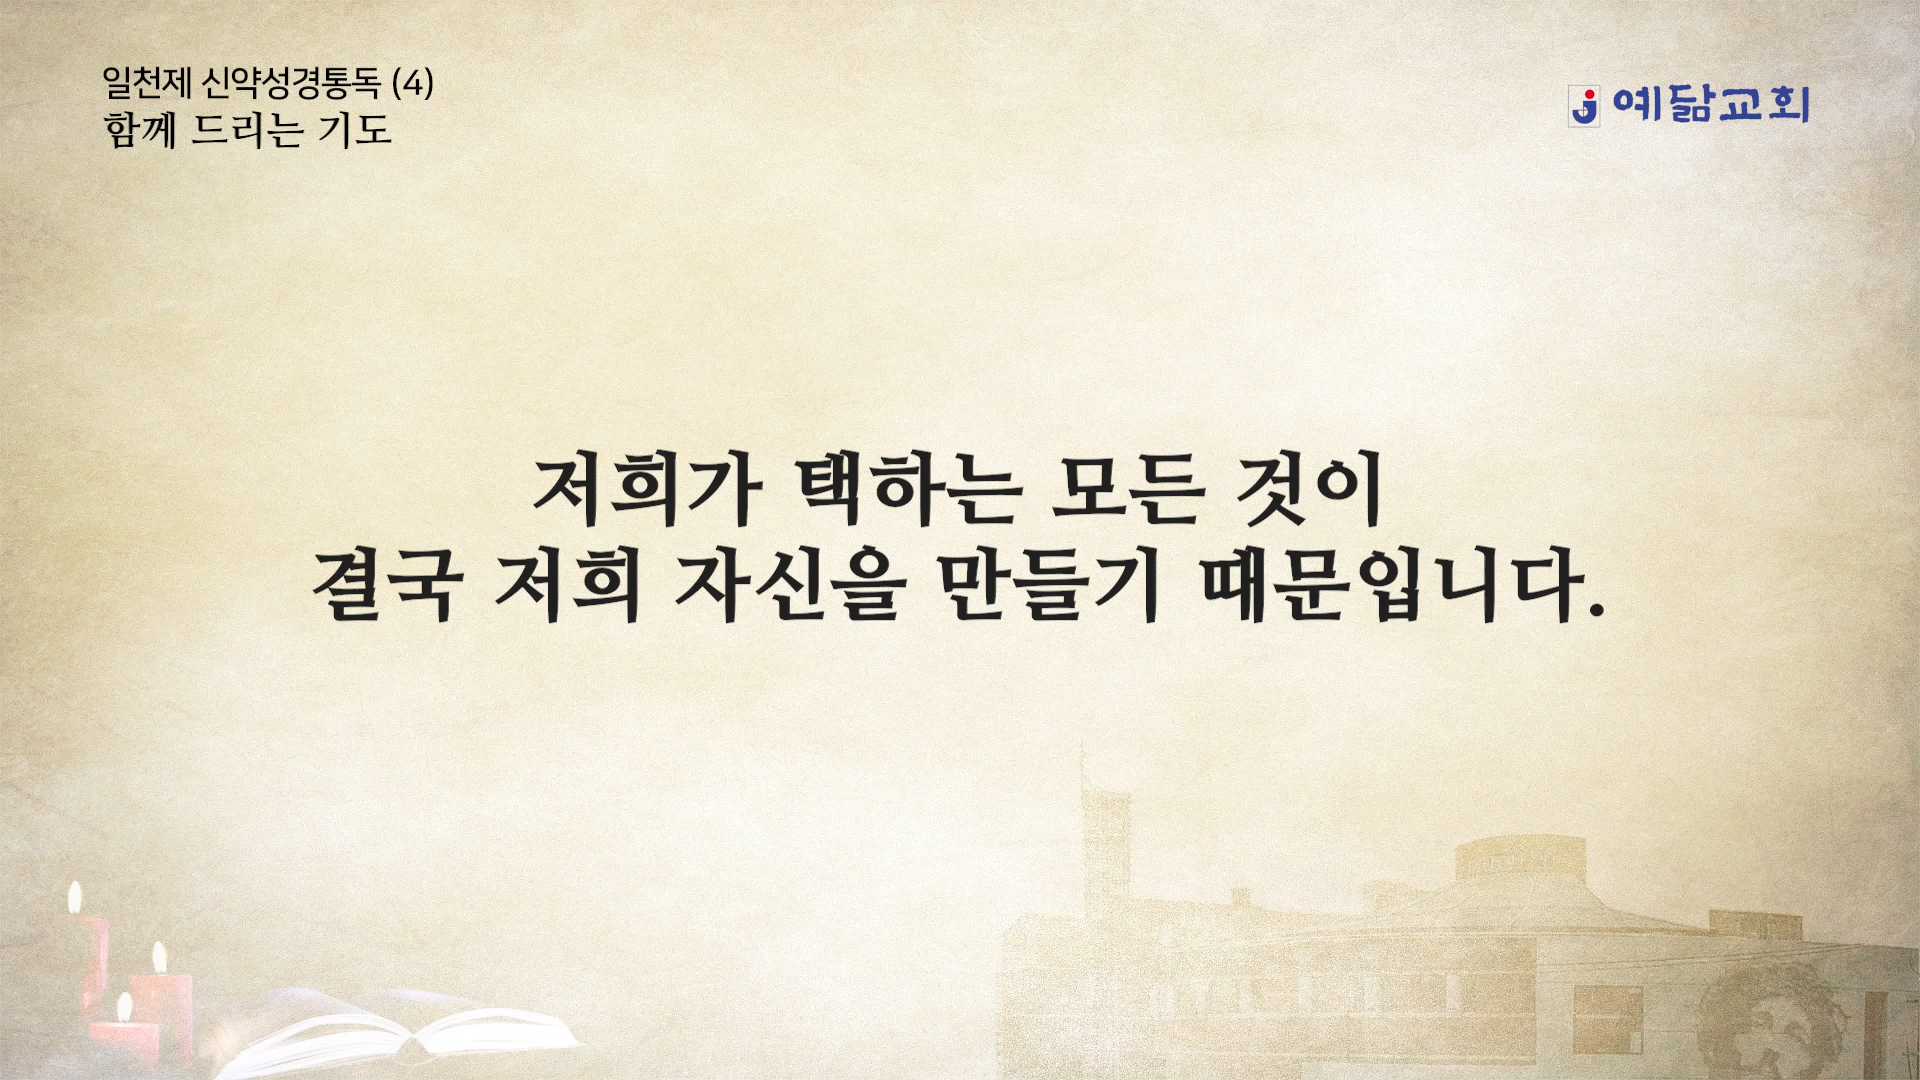 일천제 신약성경통독 (4)
함께 드리는 기도
예닮교회
저희가 택하는 모든 것이
결국 저희 자신을 만들기 때문입니다.